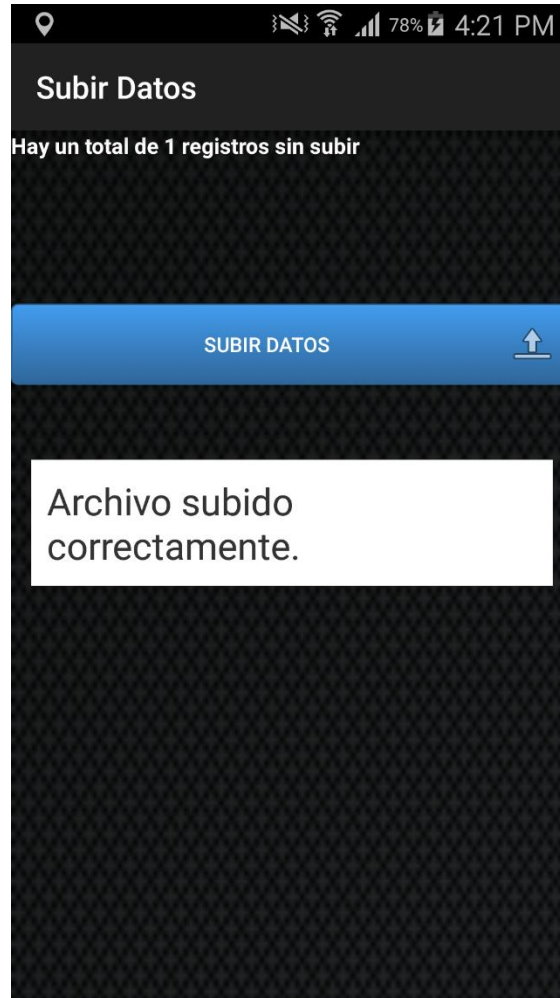 78% 4:21 PM
Subir Datos
Hay un total de 1 registros sin subir
SUBIR DATOS
Archivo subido
correctamente.